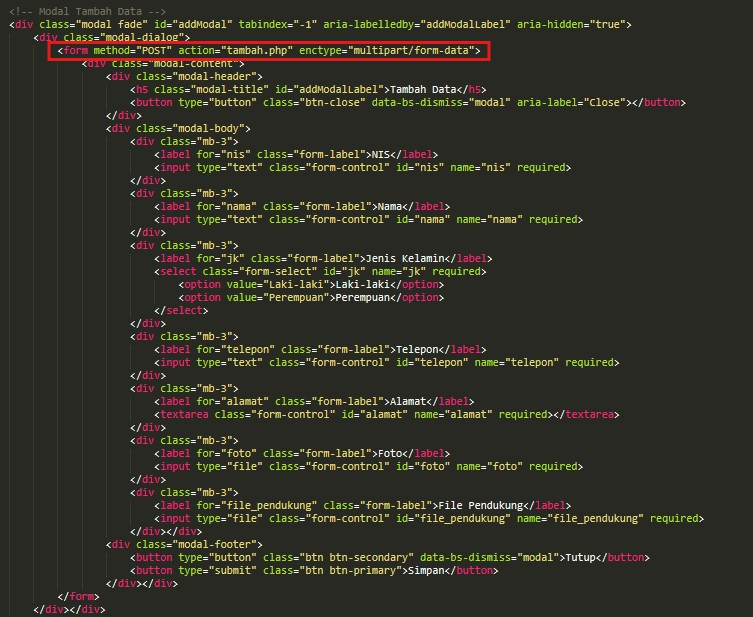 <!-- Modal Tambah Data -->
<div class="modal fade" id="addModal" tabindex="-1" aria-labelledby="addModalLabel" aria-hidden="true">
<div class="modal-dialog">
<form method="POST" action="tambah.php" enctype="multipart/form-data">
<div class="modal-content">
<div class="modal-header">
<h5 class="modal-title" id="addModalLabel">Tambah Data</h5>
<button type="button" class="btn-close" data-bs-dismiss="modal" aria-label="Close"></button>
</div>
<div class="modal-body">
<div class="mb-3">
<label for="nis" class="form-label">NIS</label>
<input type="text" class="form-control" id="nis" name="nis" required>
</div>
<div class="mb-3">
<label for="nama" class="form-label">Nama</label>
<input type="text" class="form-control" id="nama" name="nama" required>
</div>
<div class="mb-3">
<label for="jk" class="form-label">Jenis Kelamin</label>
<select class="form-select" id="jk" name="jk" required>
<option value="Laki-laki">Laki-laki</option>
<option value="Perempuan">Perempuan</option>
</select>
</div>
<div class="mb-3">
<label for="telepon" class="form-label">Telepon</label>
<input type="text" class="form-control" id="telepon" name="telepon" required>
</div>
<div class="mb-3">
<label for="alamat" class="form-label">Alamat</label>
<textarea class="form-control" id="alamat" name="alamat" required></textarea>
</div>
<div class="mb-3">
<label for="foto" class="form-label">Foto</label>
<input type="file" class="form-control" id="foto" name="foto" required>
</div>
<div class="mb-3">
<label for="file_pendukung" class="form-label">File Pendukung</label>
<input type="file" class="form-control" id="file_pendukung" name="file_pendukung" required>
</div></div>
<div class="modal-footer">
<button type="button" class="btn btn-secondary" data-bs-dismiss="modal">Tutup</button>
<button type="submit" class="btn btn-primary">Simpan</button>
</div></div>
</form>
</div></div>